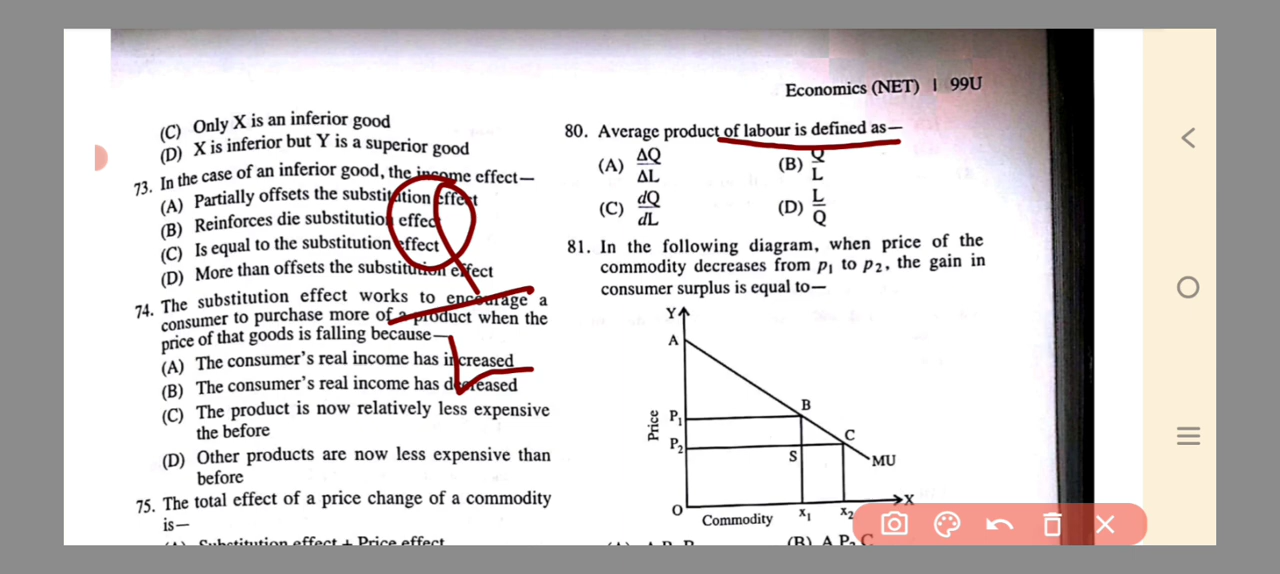 Economics (NET) | 99U
(C) Only X is an inferior good
(D) X is inferior but Y is a superior good
73. In the case of an inferior good, the income effect—
(A) Partially offsets the substitution effect
(B) Reinforces die substitution effect
(C) Is equal to the substitution effect
(D) More than offsets the substitution effect
74. The substitution effect works to encourage a
consumer to purchase more of a product when the
price of that goods is falling because—
(A) The consumer's real income has increased
(B) The consumer's real income has decreased
(C) The product is now relatively less expensive
the before
(D) Other products are now less expensive than
before
75. The total effect of a price change of a commodity
is—
(A) Substitution effect + Price effect
80. Average product of labour is defined as—
(A) ΔQ/ΔL (B) Q/L
(C) dQ/dL (D) L/Q
81. In the following diagram, when price of the
commodity decreases from p₁ to p₂, the gain in
consumer surplus is equal to—
Y
A
B
P₁
C
P₂
Price
S
MU
O
X
Commodity x₁ x₂
(B) A P₂ C